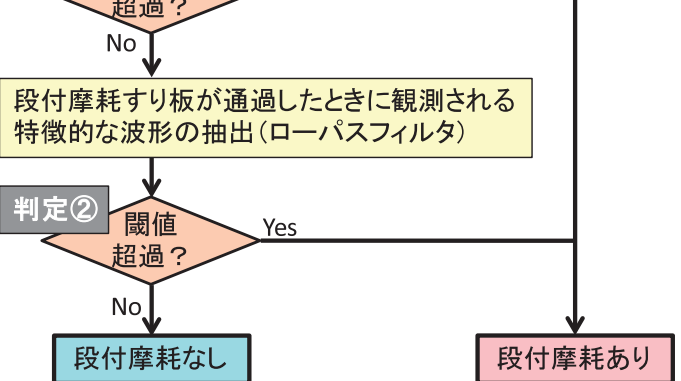 超過？
No
段付摩耗すり板が通過したときに観測される
特徴的な波形の抽出（ローパスフィルタ）
判定②
閾値
超過？
Yes
No
段付摩耗なし
段付摩耗あり